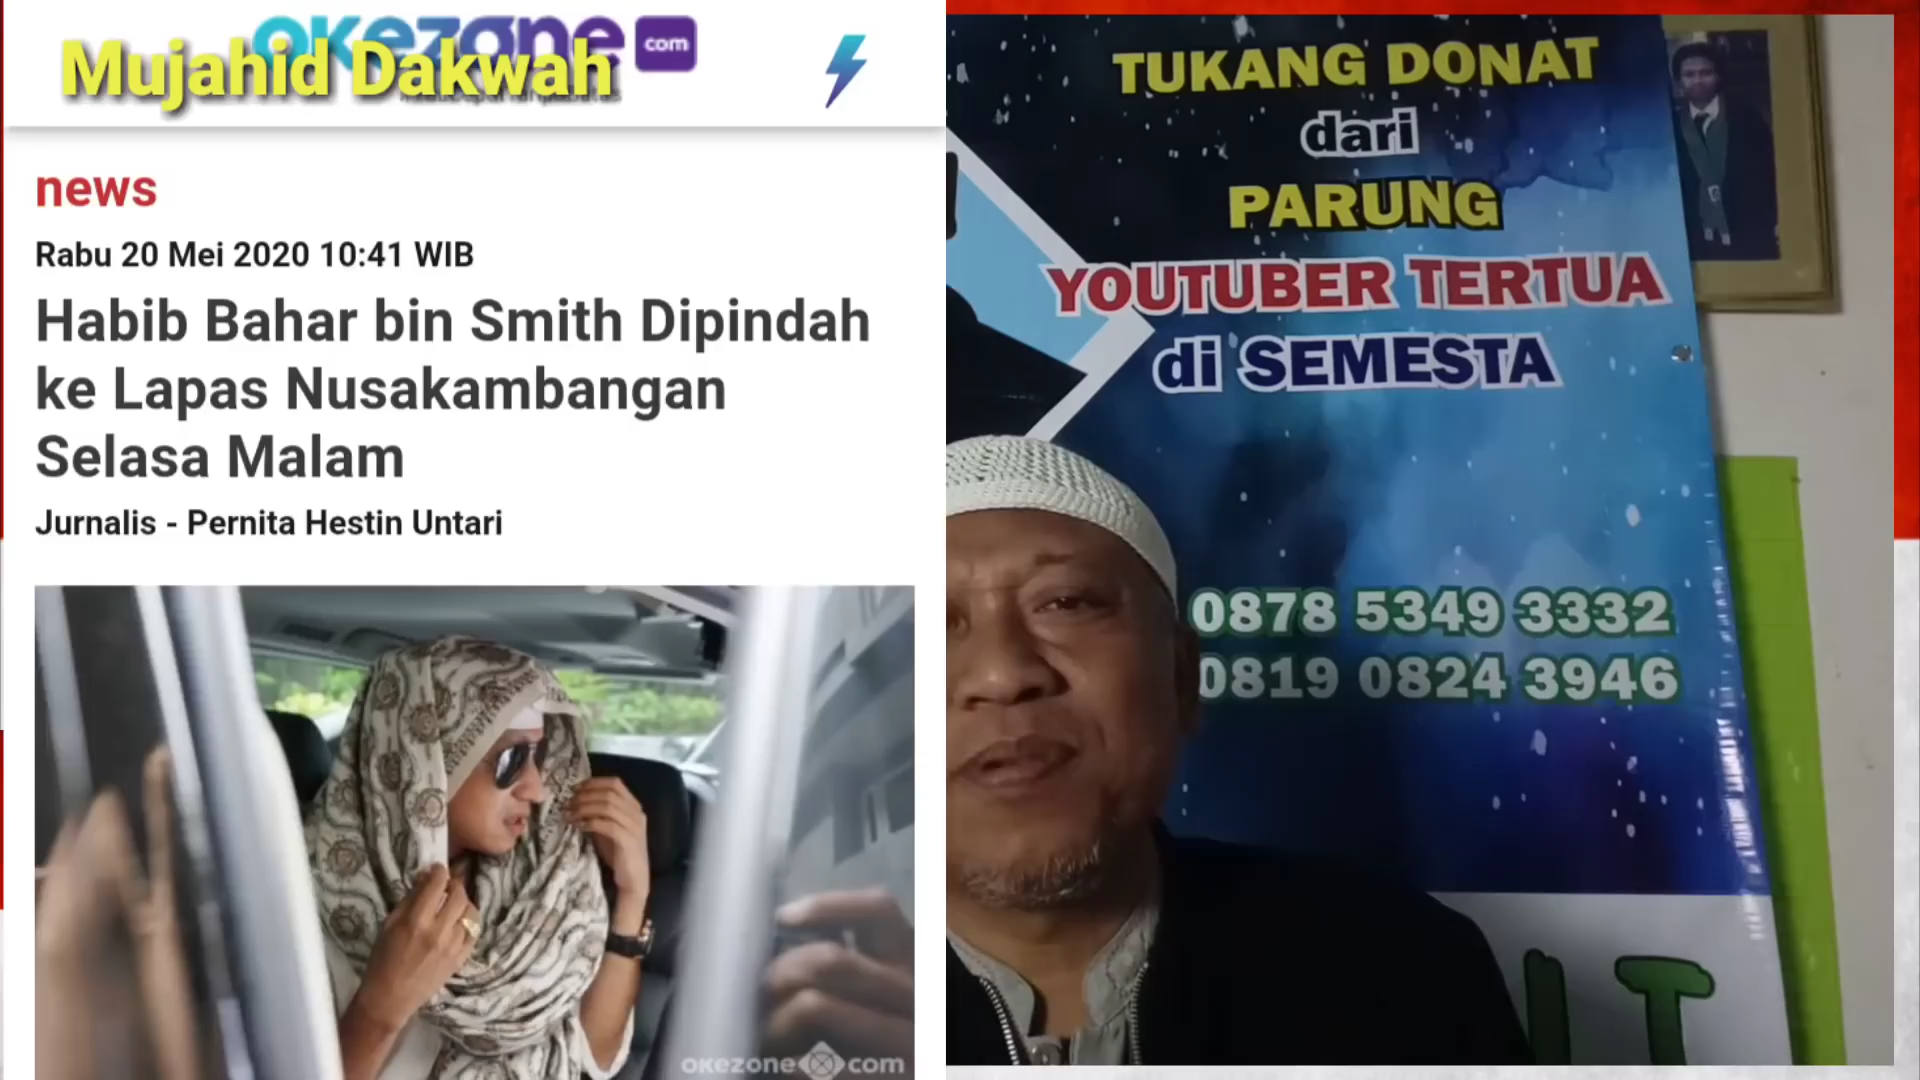 okezone com
Mujahid Dakwah
news
Rabu 20 Mei 2020 10:41 WIB
Habib Bahar bin Smith Dipindah
ke Lapas Nusakambangan
Selasa Malam
Jurnalis - Pernita Hestin Untari
okezone com
TUKANG DONAT
dari
PARUNG
YOUTUBER TERTUA
di SEMESTA
0878 5349 3332
0819 0824 3946